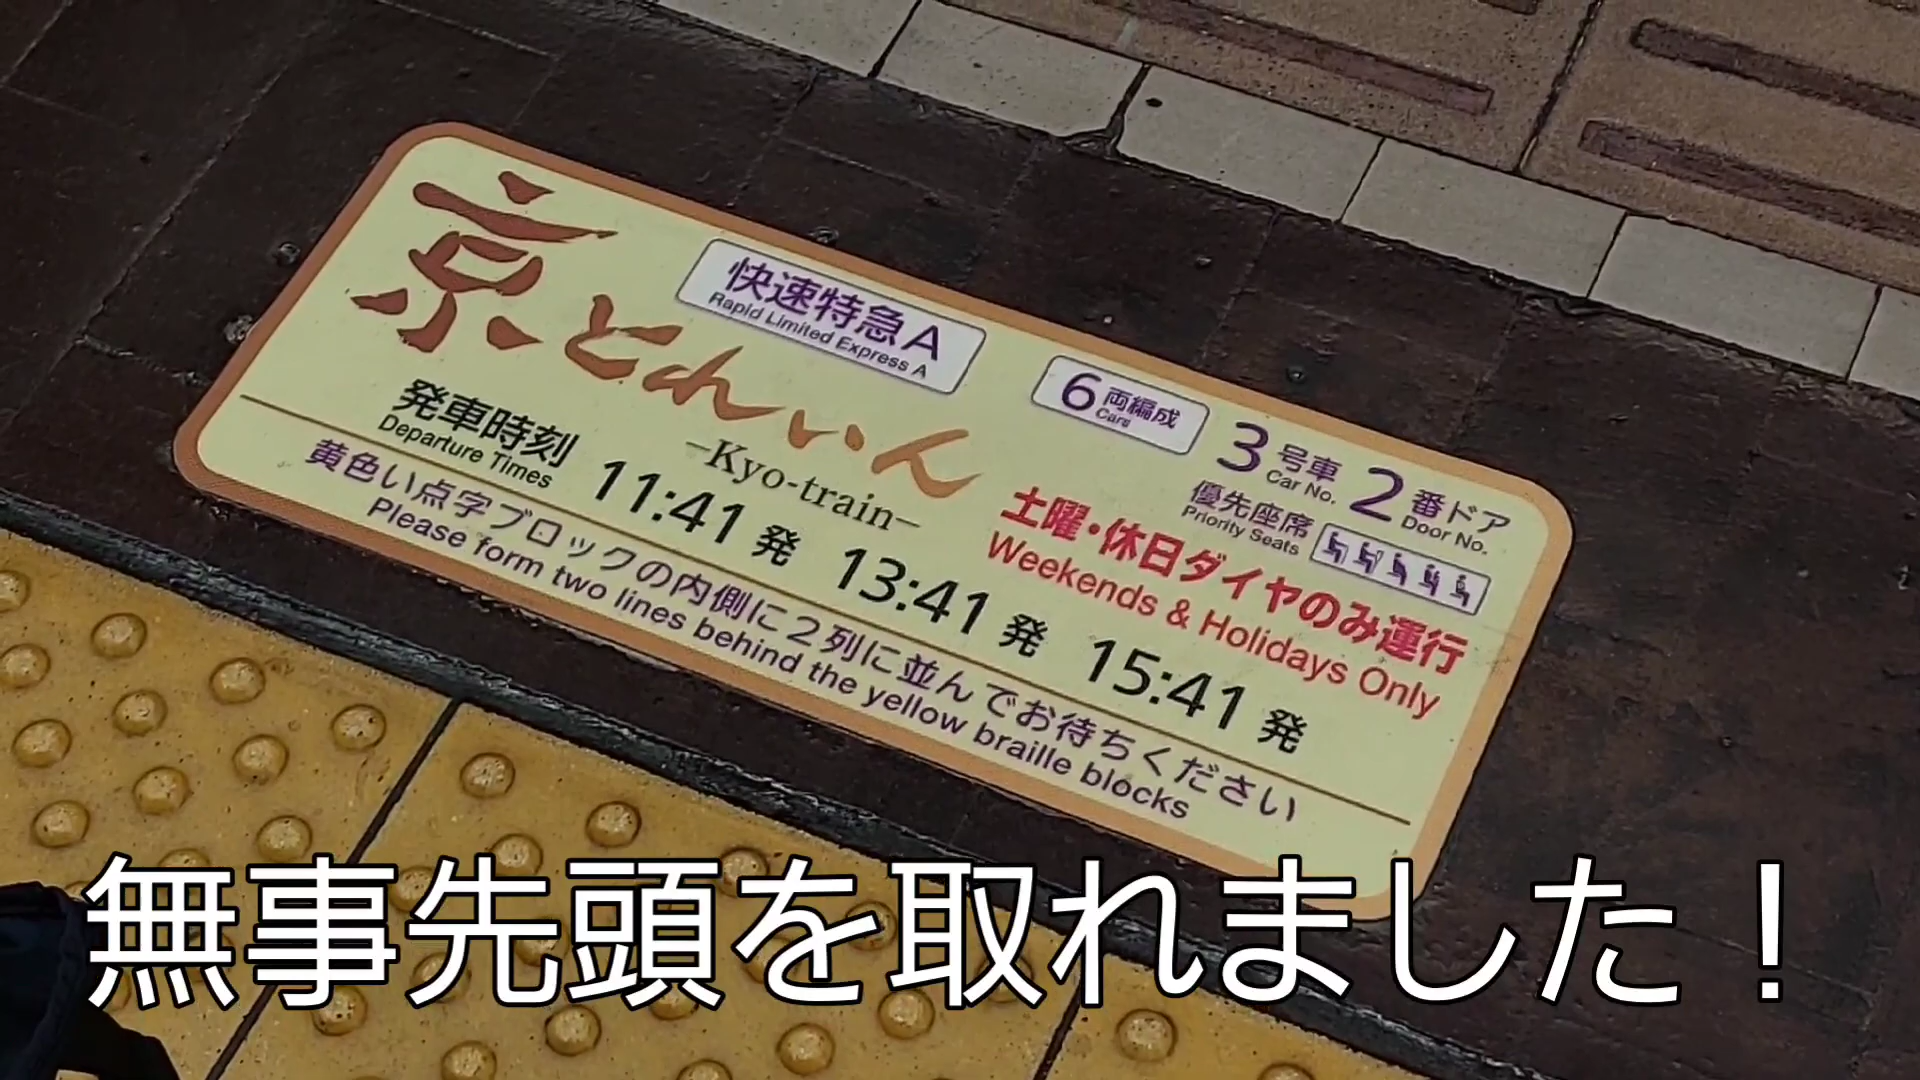 京とれいん
-Kyo-train-
快速特急A
Rapid Limited Express A
6両編成
Cars
3号車 2番ドア
Car No. Door No.
優先座席
Priority Seats
土曜・休日ダイヤのみ運行
Weekends & Holidays Only
発車時刻 11:41発 13:41発 15:41発
Departure Times
黄色い点字ブロックの内側に2列に並んでお待ちください
Please form two lines behind the yellow braille blocks
無事先頭を取れました!